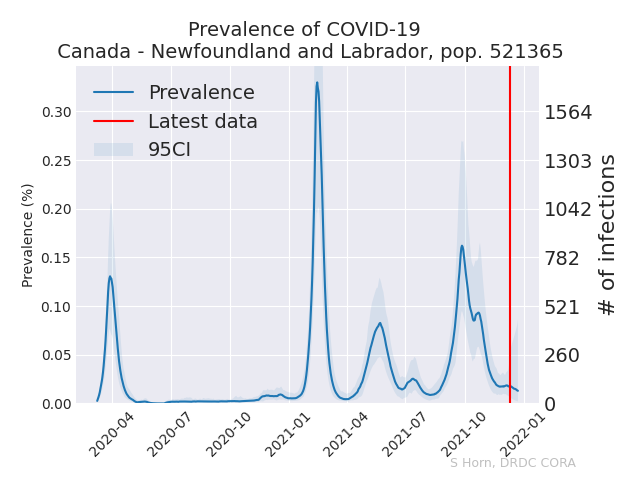 Prevalence of COVID-19
Canada - Newfoundland and Labrador, pop. 521365
Prevalence
Latest data
95CI
Prevalence (%)
0.30
0.25
0.20
0.15
0.10
0.05
0.00
1564
1303
1042
782
521
260
0
# of infections
2020-04
2020-07
2020-10
2021-01
2021-04
2021-07
2021-10
2022-01
S Horn, DRDC CORA